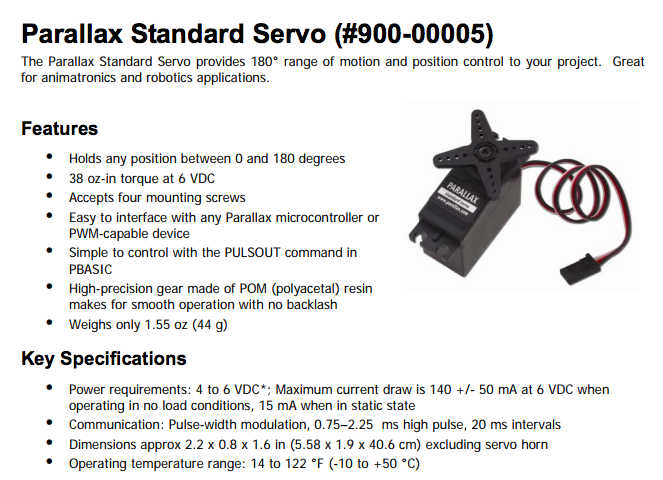 Parallax Standard Servo (#900-00005)
The Parallax Standard Servo provides 180° range of motion and position control to your project. Great
for animatronics and robotics applications.
Features
• Holds any position between 0 and 180 degrees
• 38 oz-in torque at 6 VDC
• Accepts four mounting screws
• Easy to interface with any Parallax microcontroller or
PWM-capable device
• Simple to control with the PULSOUT command in
PBASIC
• High-precision gear made of POM (polyacetal) resin
makes for smooth operation with no backlash
• Weighs only 1.55 oz (44 g)
PARALLAX
Standard Servo
www.parallax.com
Key Specifications
• Power requirements: 4 to 6 VDC*; Maximum current draw is 140 +/- 50 mA at 6 VDC when
operating in no load conditions, 15 mA when in static state
• Communication: Pulse-width modulation, 0.75–2.25 ms high pulse, 20 ms intervals
• Dimensions approx 2.2 x 0.8 x 1.6 in (5.58 x 1.9 x 40.6 cm) excluding servo horn
• Operating temperature range: 14 to 122 °F (-10 to +50 °C)